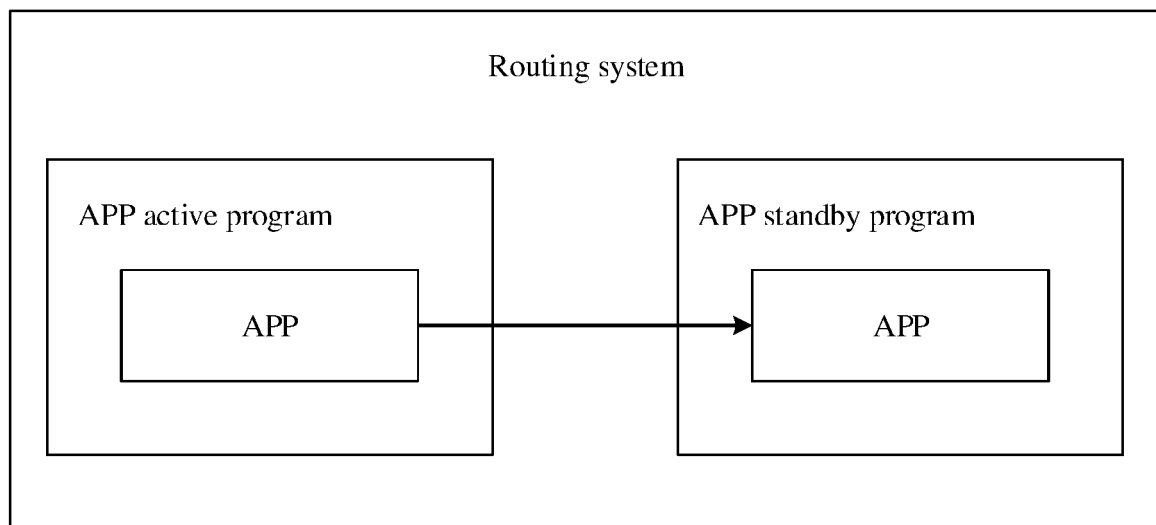 Routing system
APP active program
APP standby program
APP
APP